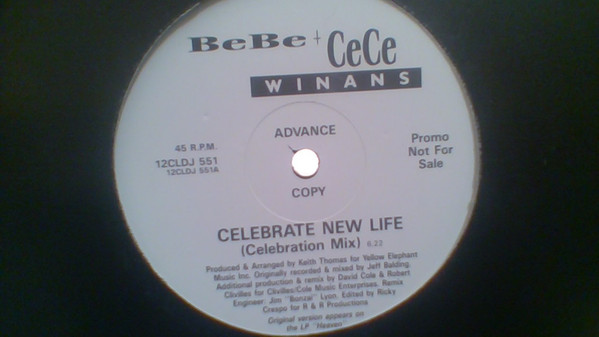 BeBe + CeCe
WINANS
ADVANCE
COPY
45 R.P.M.
12CLDJ 551
12CLDJ 551A
Promo
Not For
Sale
CELEBRATE NEW LIFE
(Celebration Mix) 6:23
Produced & Arranged by Keith Thomas for Yellow Elephant
Music Inc. Originally recorded & mixed by Jeff Balding.
Additional production & remix by David Cole & Robert
Clivilles for Clivilles/Cole Music Enterprises. Remix
Engineer: Jim "Bonzai" Lyon. Edited by Ricky
Crespo for R & R Productions
Original version appears on
the LP "Heaven"